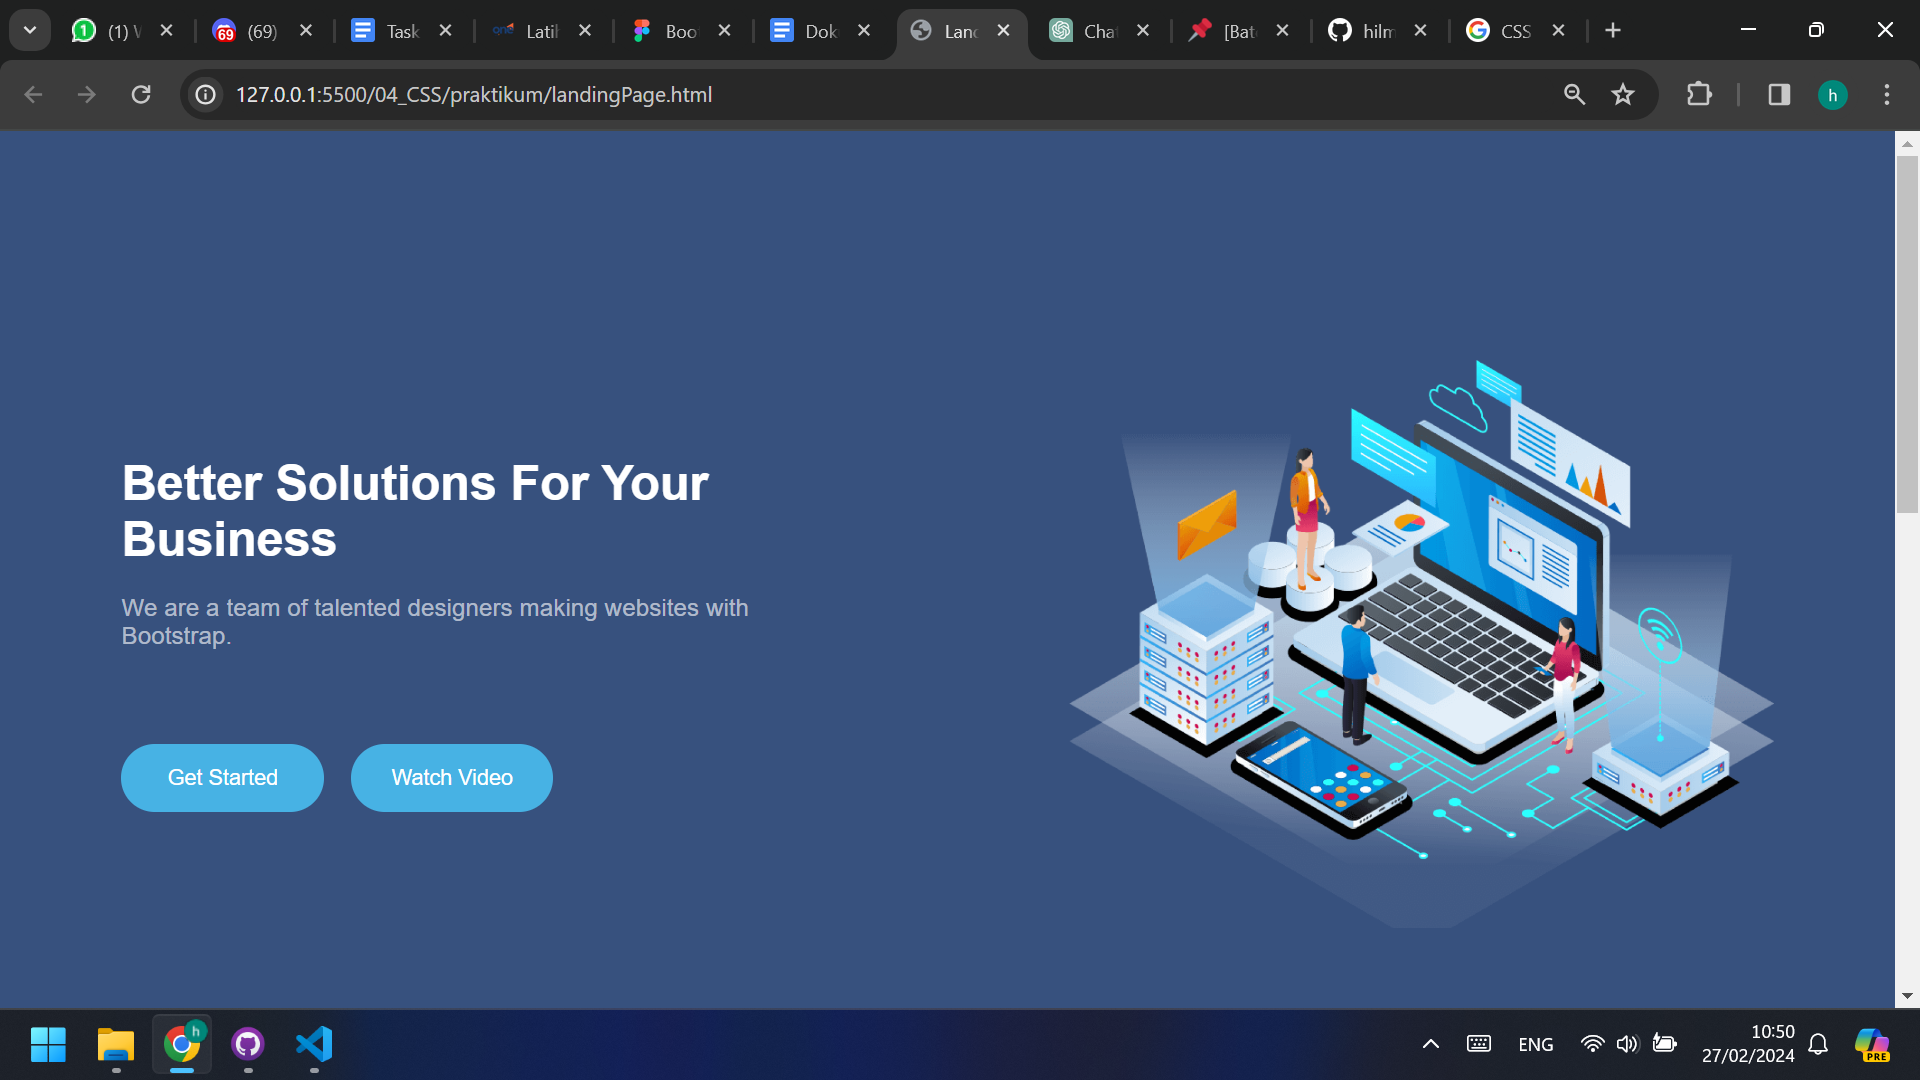 (1) W
69
(69)
Task
Latil
Boo
Dok
Lanc
Chat
[Bat
hilm
CSS
127.0.0.1:5500/04_CSS/praktikum/landingPage.html
h
Better Solutions For Your
Business
We are a team of talented designers making websites with
Bootstrap.
Get Started
Watch Video
h
ENG
10:50
27/02/2024
PRE